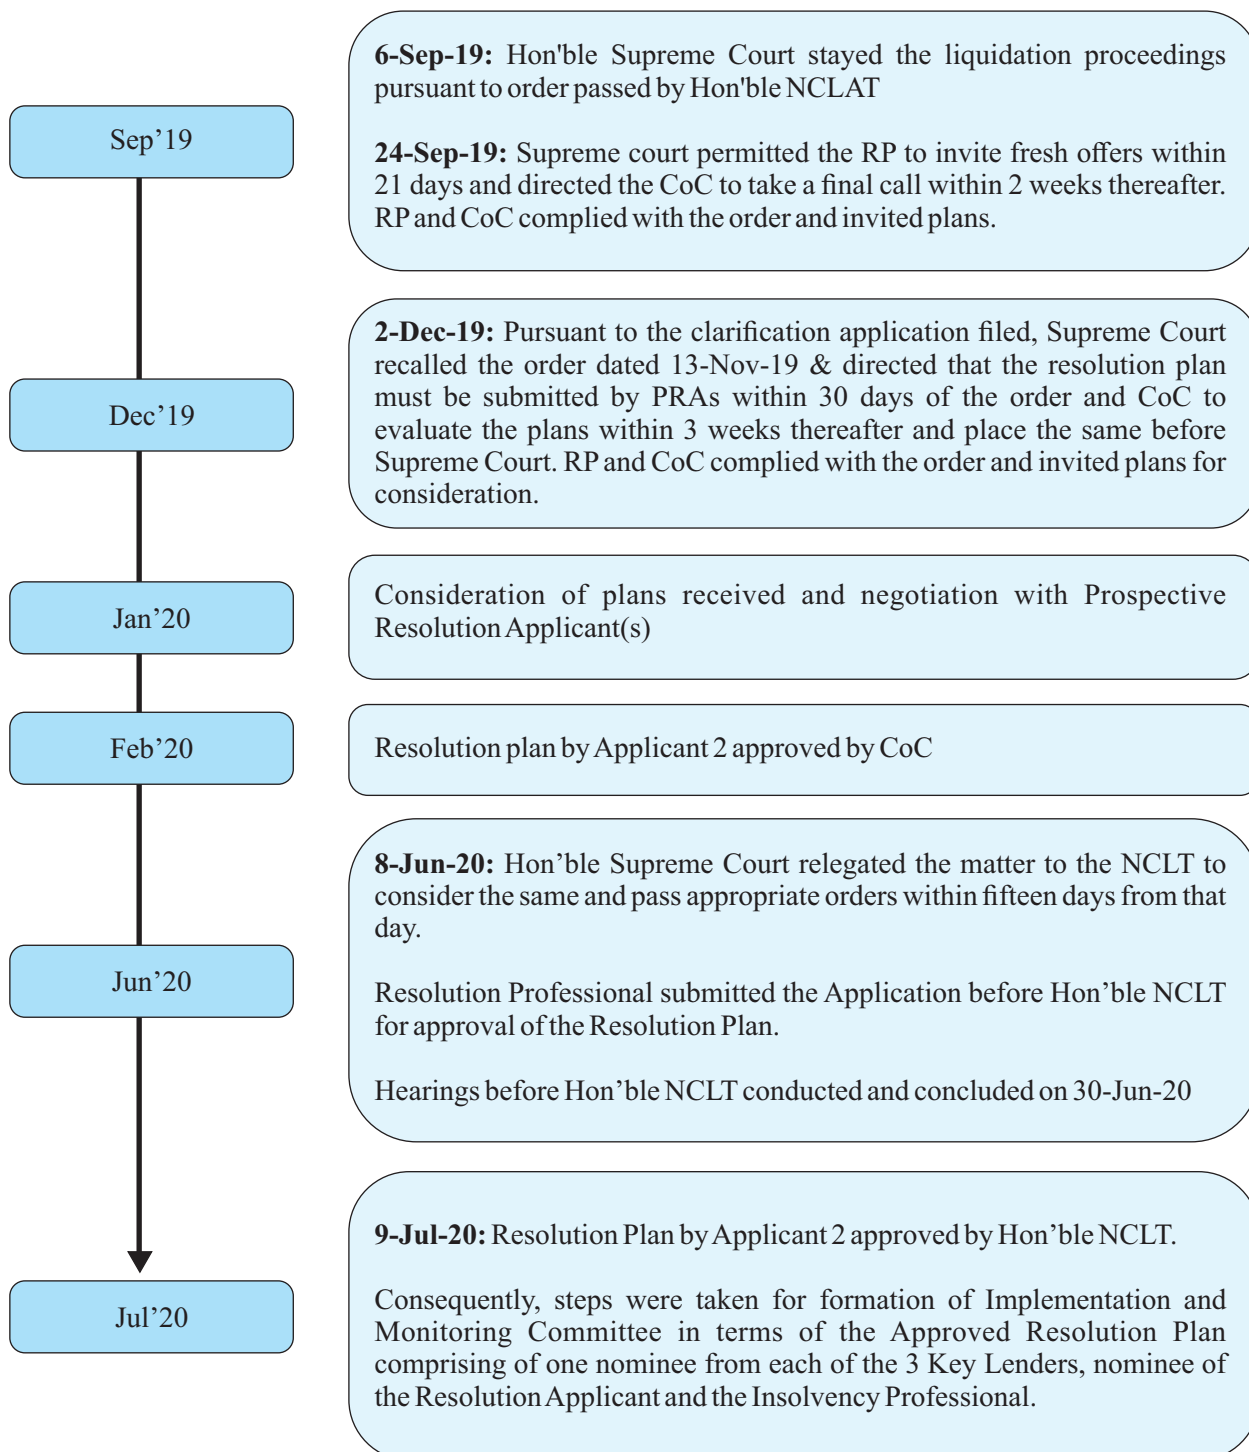 6-Sep-19: Hon'ble Supreme Court stayed the liquidation proceedings
pursuant to order passed by Hon'ble NCLAT
Sep’19
24-Sep-19: Supreme court permitted the RP to invite fresh offers within
21 days and directed the CoC to take a final call within 2 weeks thereafter.
RP and CoC complied with the order and invited plans.
2-Dec-19: Pursuant to the clarification application filed, Supreme Court
recalled the order dated 13-Nov-19 & directed that the resolution plan
must be submitted by PRAs within 30 days of the order and CoC to
Dec’19
evaluate the plans within 3 weeks thereafter and place the same before
Supreme Court. RP and CoC complied with the order and invited plans for
consideration.
Jan’20
Consideration of plans received and negotiation with Prospective
Resolution Applicant(s)
Feb’20
Resolution plan by Applicant 2 approved by CoC
8-Jun-20: Hon’ble Supreme Court relegated the matter to the NCLT to
consider the same and pass appropriate orders within fifteen days from that
day.
Jun’20
Resolution Professional submitted the Application before Hon’ble NCLT
for approval of the Resolution Plan.
Hearings before Hon’ble NCLT conducted and concluded on 30-Jun-20
9-Jul-20: Resolution Plan by Applicant 2 approved by Hon’ble NCLT.
Jul’20
Consequently, steps were taken for formation of Implementation and
Monitoring Committee in terms of the Approved Resolution Plan
comprising of one nominee from each of the 3 Key Lenders, nominee of
the Resolution Applicant and the Insolvency Professional.